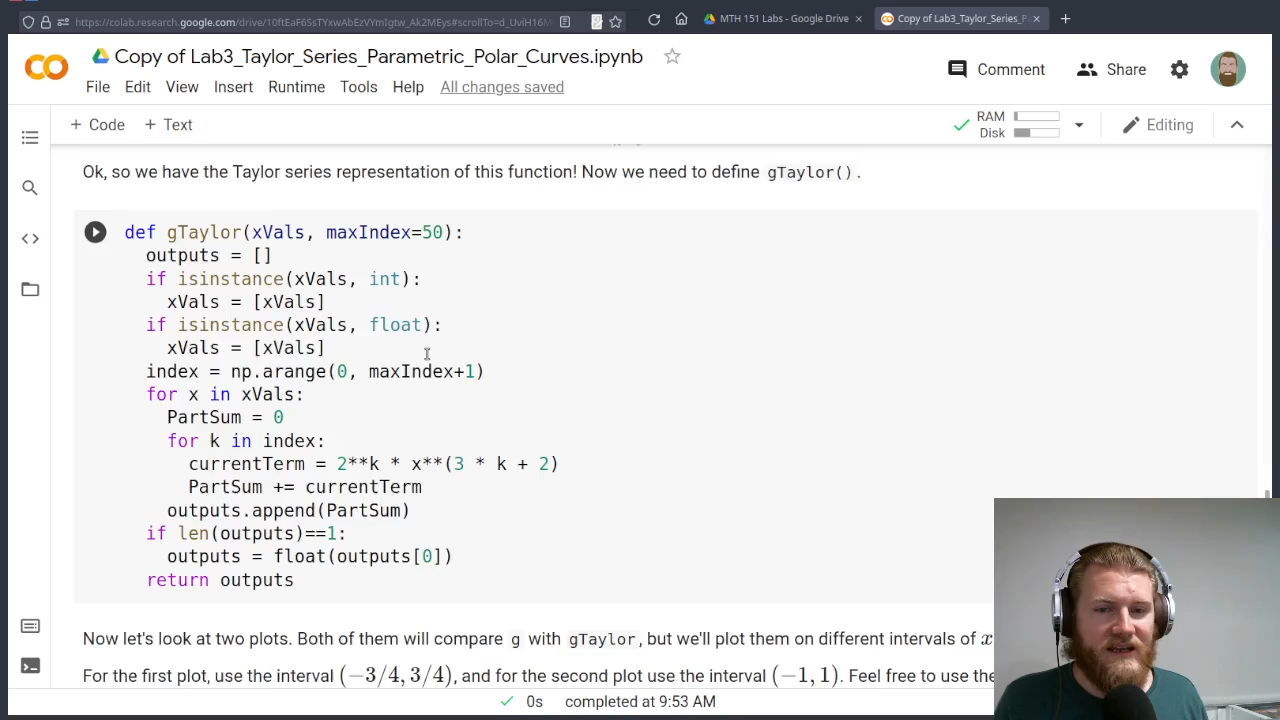 https://colab.research.google.com/drive/10ftEaF6SsTYxwAbEzVYmIgtw_Ak2MEys#scrollTo=d_UviH16M
MTH 151 Labs - Google Drive
Copy of Lab3_Taylor_Series_P
Copy of Lab3_Taylor_Series_Parametric_Polar_Curves.ipynb
Comment
Share
File Edit View Insert Runtime Tools Help All changes saved
+ Code + Text
RAM
Disk
Editing
Ok, so we have the Taylor series representation of this function! Now we need to define gTaylor().
def gTaylor(xVals, maxIndex=50):
outputs = []
if isinstance(xVals, int):
xVals = [xVals]
if isinstance(xVals, float):
xVals = [xVals]
index = np.arange(0, maxIndex+1)
for x in xVals:
PartSum = 0
for k in index:
currentTerm = 2**k * x**(3 * k + 2)
PartSum += currentTerm
outputs.append(PartSum)
if len(outputs)==1:
outputs = float(outputs[0])
return outputs
Now let's look at two plots. Both of them will compare g with gTaylor, but we'll plot them on different intervals of x
For the first plot, use the interval (−3/4, 3/4), and for the second plot use the interval (−1, 1). Feel free to use the
0s completed at 9:53 AM